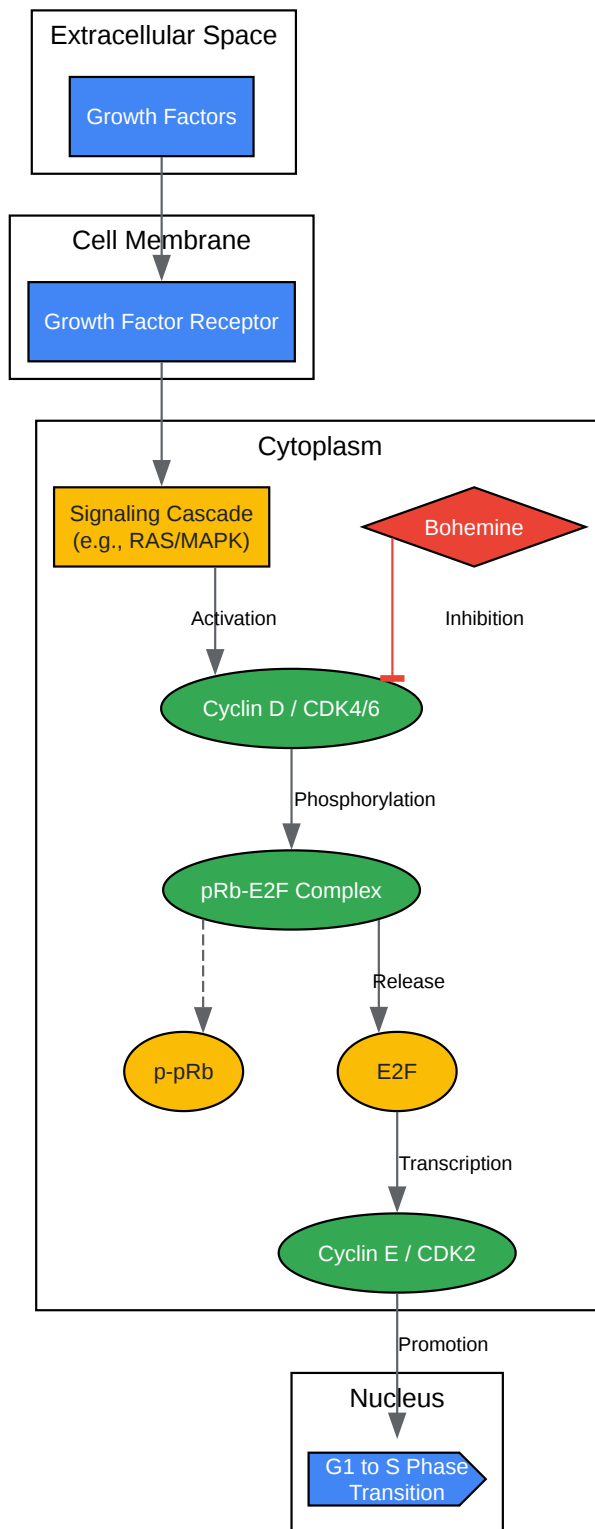 Extracellular Space
Growth Factors
Cell Membrane
Growth Factor Receptor
Cytoplasm
Signaling Cascade
(e.g., RAS/MAPK)
Bohemine
Activation
Inhibition
Cyclin D / CDK4/6
Phosphorylation
pRb-E2F Complex
Release
p-pRb
E2F
Transcription
Cyclin E / CDK2
Promotion
Nucleus
G1 to S Phase
Transition